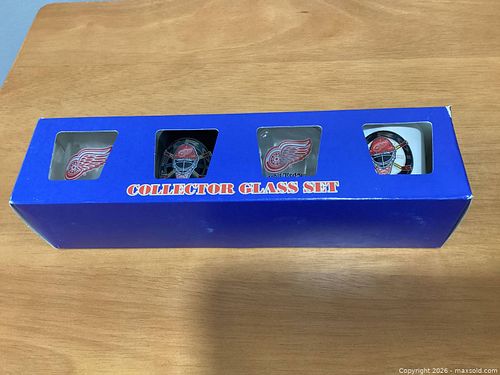 COLLECTOR GLASS SET
Copyright 2026 - maxsold.com